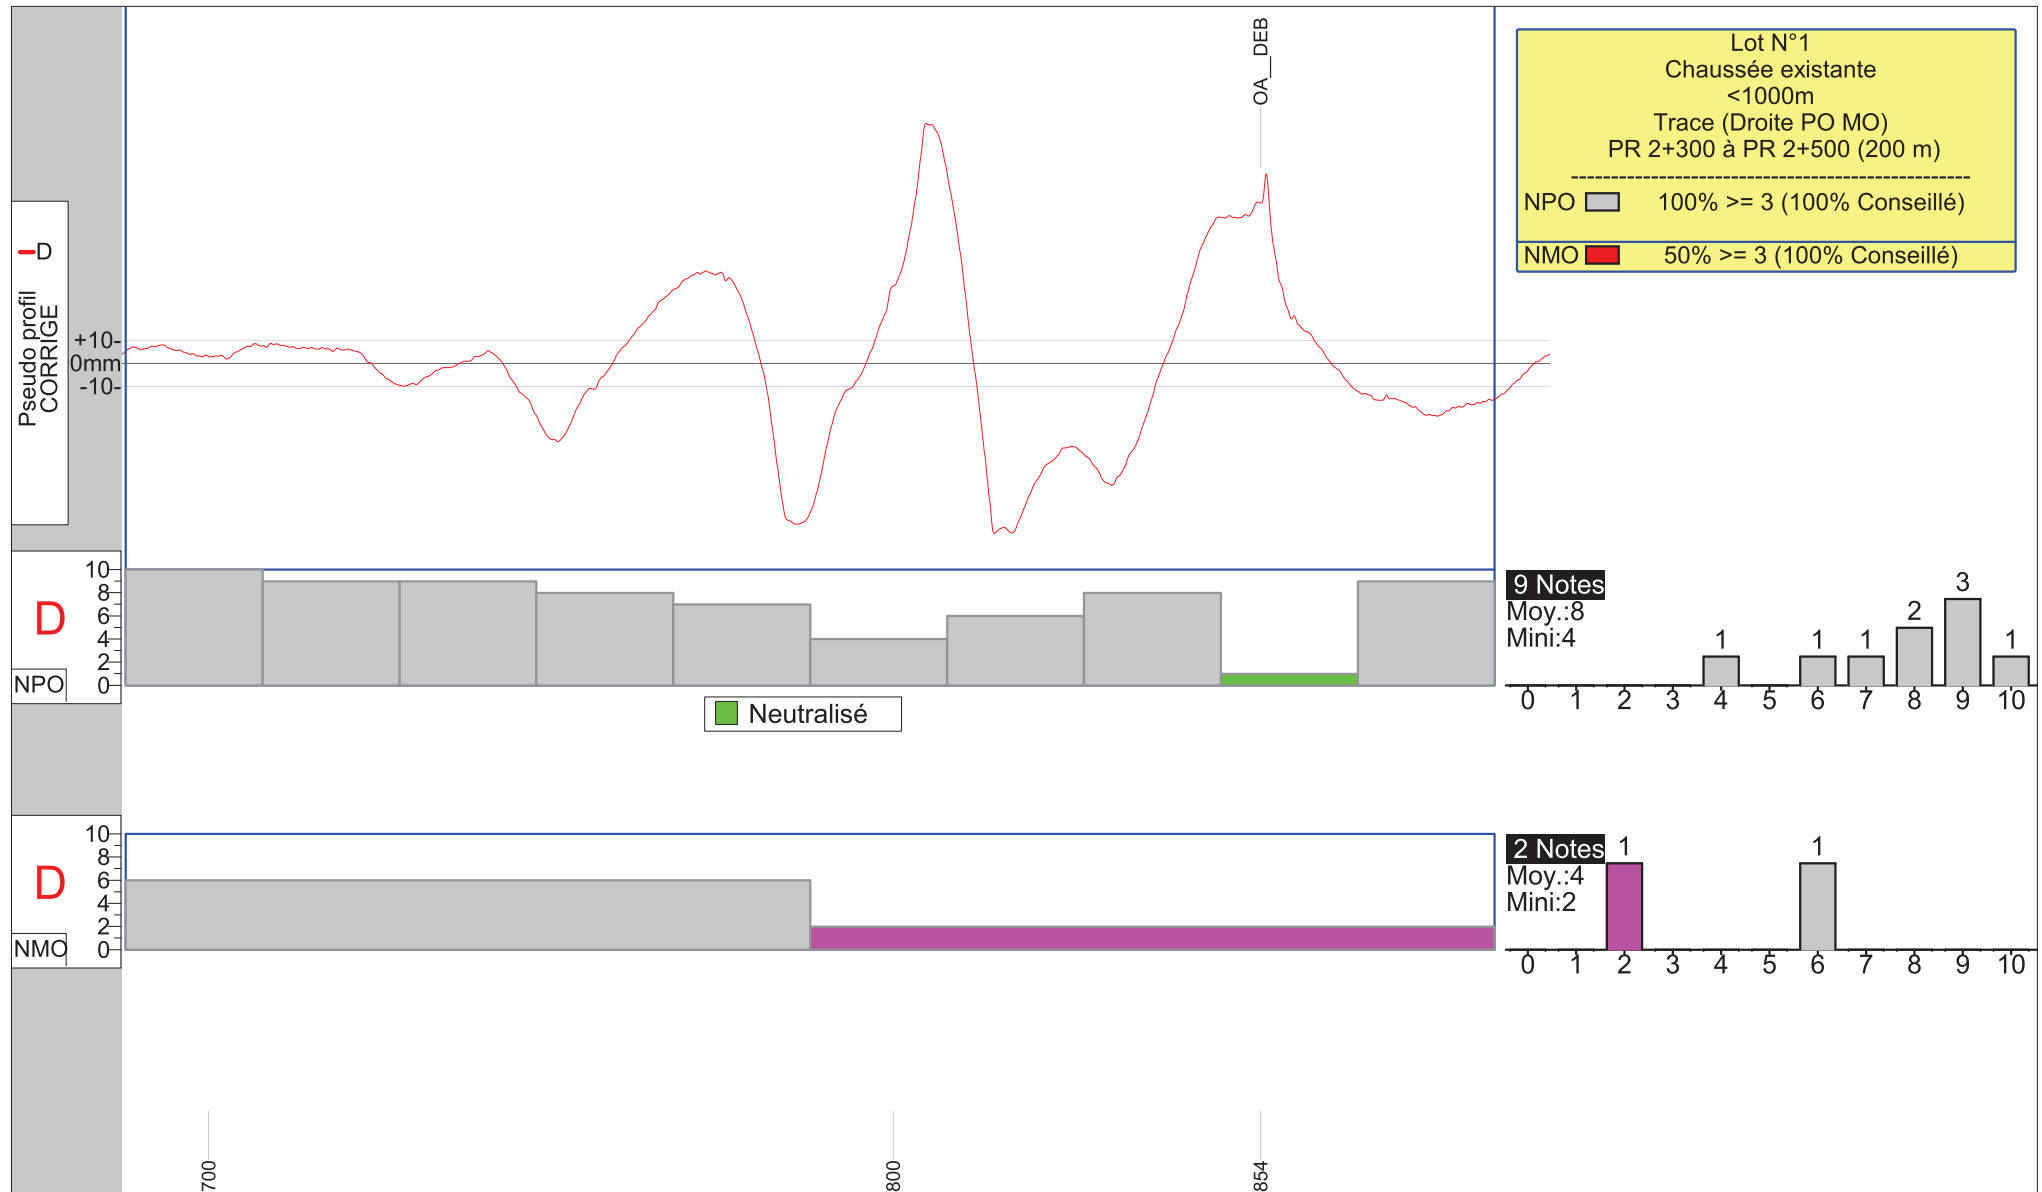 OA__DEB
Lot N°1
Chaussée existante
<1000m
Trace (Droite PO MO)
PR 2+300 à PR 2+500 (200 m)
--------------------------------------------------
NPO 100% >= 3 (100% Conseillé)
NMO 50% >= 3 (100% Conseillé)
D
Pseudo profil
CORRIGE
+10-
0mm
-10-
D
NPO
10
8
6
4
2
0
Neutralisé
9 Notes
Moy.:8
Mini:4
1 1 1 2 3 1
0 1 2 3 4 5 6 7 8 9 10
D
NMO
10
8
6
4
2
0
2 Notes
Moy.:4
Mini:2
1 1
0 1 2 3 4 5 6 7 8 9 10
700 800 854